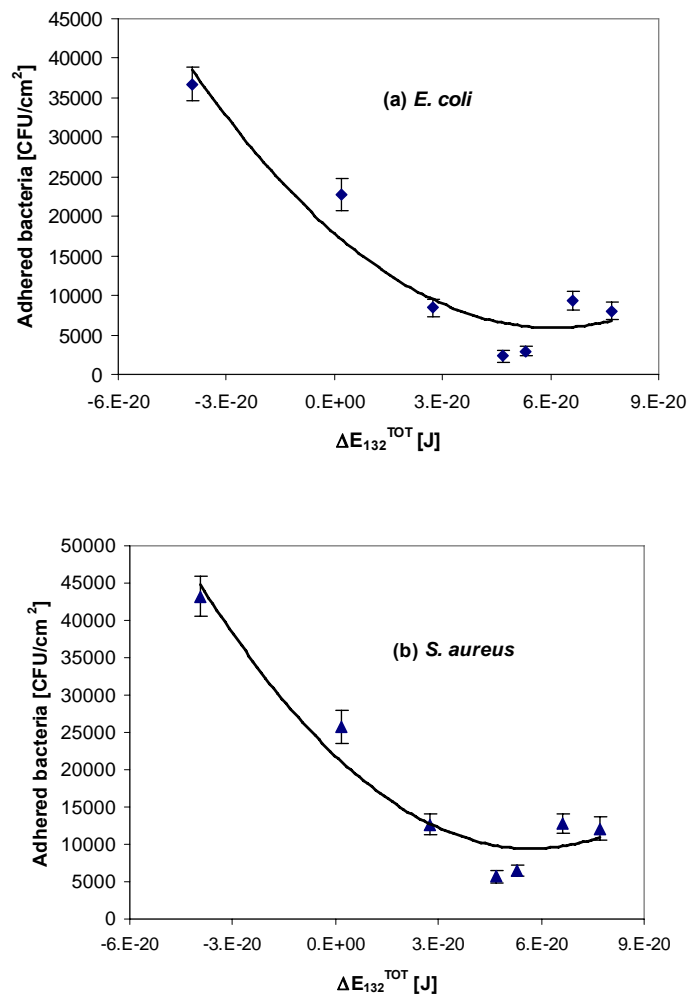 45000
40000
35000
30000
25000
20000
15000
10000
5000
0
Adhered bacteria [CFU/cm²]
(a) E. coli
-6.E-20 -3.E-20 0.E+00 3.E-20 6.E-20 9.E-20
ΔE₁₃₂ᵀᴼᵀ [J]
50000
45000
40000
35000
30000
25000
20000
15000
10000
5000
0
Adhered bacteria [CFU/cm²]
(b) S. aureus
-6.E-20 -3.E-20 0.E+00 3.E-20 6.E-20 9.E-20
ΔE₁₃₂ᵀᴼᵀ [J]